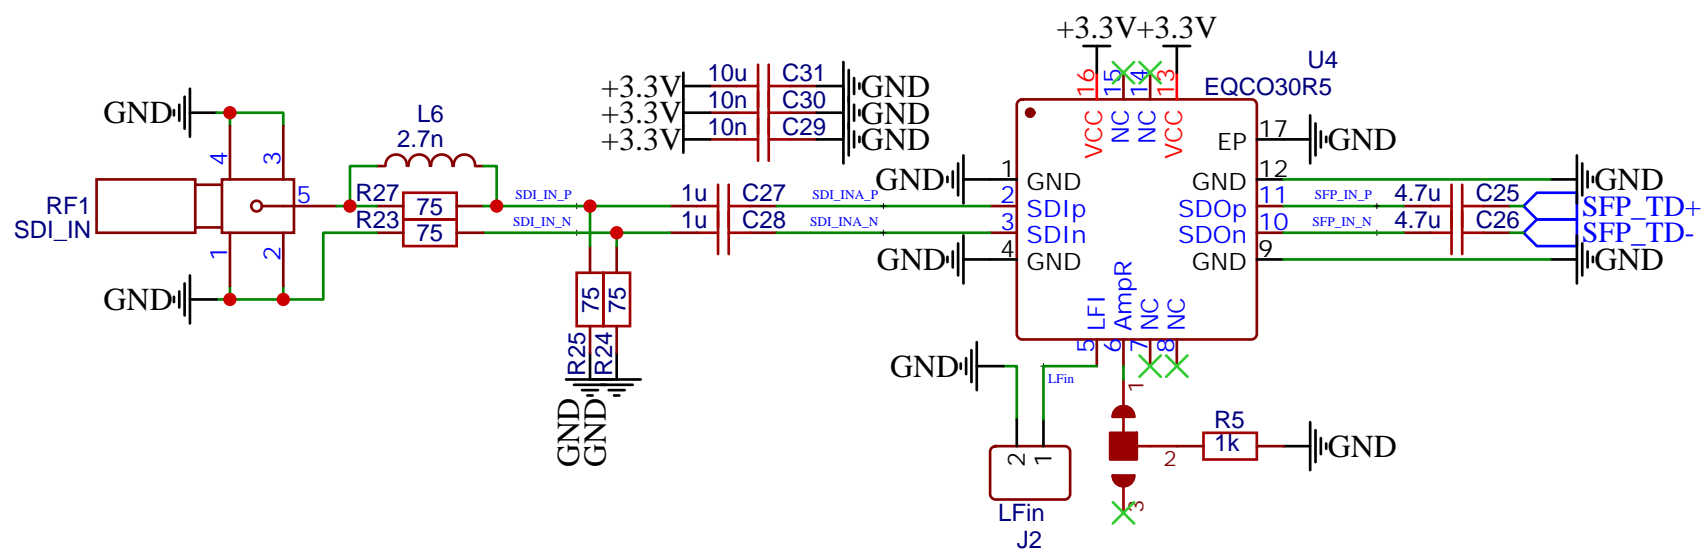 +3.3V +3.3V
U4
EQCO30R5
16 15 14 13
VCC NC NC VCC
+3.3V 10u C31 GND
+3.3V 10n C30 GND
+3.3V 10n C29 GND
GND
4 3
L6
2.7n
EP 17 GND
GND 1 GND
GND 12 GND
RF1
SDI_IN
5
R27 75 SDI_IN_P 1u C27 SDI_INA_P 2 SDIp
SDOp 11 SFP_IN_P 4.7u C25 SFP_TD+
R23 75 SDI_IN_N 1u C28 SDI_INA_N 3 SDIn
SDOn 10 SFP_IN_N 4.7u C26 SFP_TD-
GND 4 GND
GND 9 GND
1 2
GND
75 75
R25 R24
GND GND
LFI AmpR NC NC
5 6 7 8
GND
LFin
1
2 1
LFin
J2
2
R5
1k
GND
3